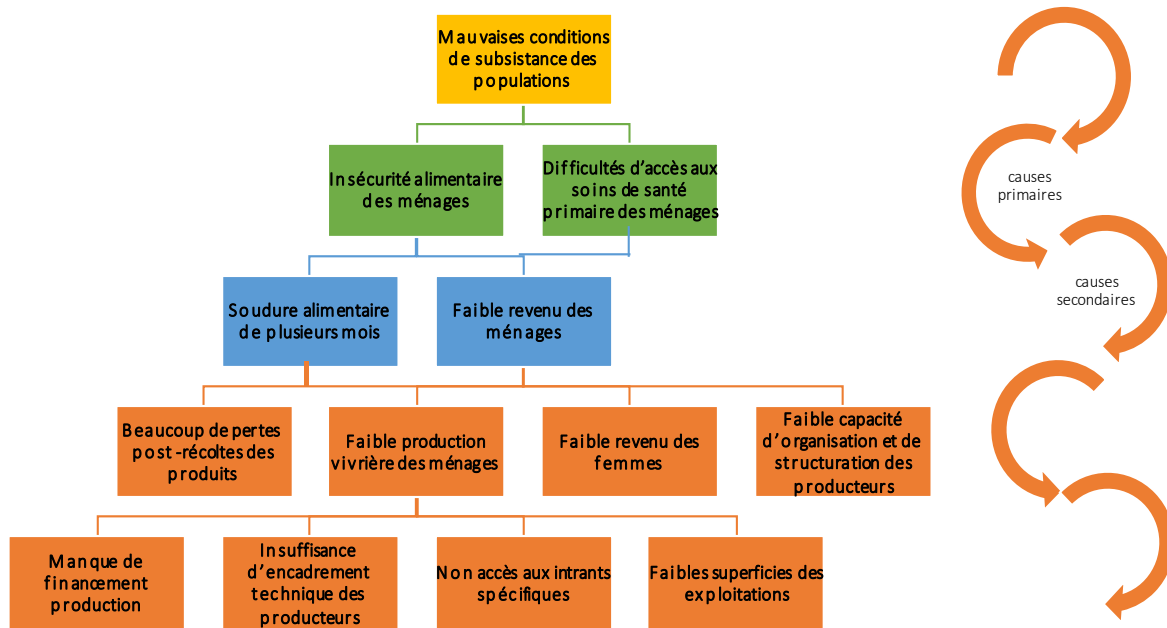 Mauvaises conditions
de subsistance des
populations
Insécurité alimentaire
des ménages
Difficultés d'accès aux
soins de santé
primaire des ménages
causes
primaires
Soudure alimentaire
de plusieurs mois
Faible revenu des
ménages
causes
secondaires
Beaucoup de pertes
post -récoltes des
produits
Faible production
vivrière des ménages
Faible revenu des
femmes
Faible capacité
d'organisation et de
structuration des
producteurs
Manque de
financement
production
Insuffisance
d'encadrement
technique des
producteurs
Non accès aux intrants
spécifiques
Faibles superficies des
exploitations